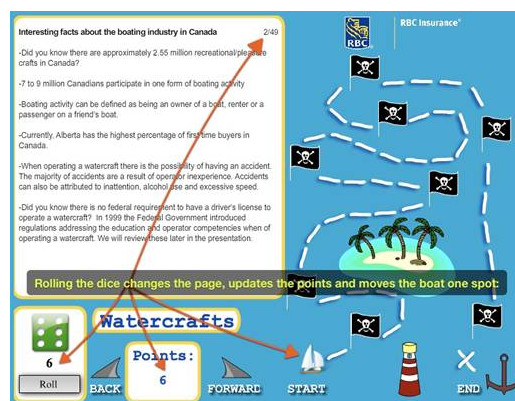 Interesting facts about the boating industry in Canada
2/49
-Did you know there are approximately 2.55 million recreational/pleasure
crafts in Canada?
-7 to 9 million Canadians participate in one form of boating activity
-Boating activity can be defined as being an owner of a boat, renter or a
passenger on a friend's boat.
-Currently, Alberta has the highest percentage of first time buyers in
Canada.
-When operating a watercraft there is the possibility of having an accident.
The majority of accidents are a result of operator inexperience. Accidents
can also be attributed to inattention, alcohol use and excessive speed.
-Did you know there is no federal requirement to have a driver's license to
operate a watercraft? In 1999 the Federal Government introduced
regulations addressing the education and operator competencies when of
operating a watercraft. We will review these later in the presentation.
RBC
RBC Insurance®
Rolling the dice changes the page, updates the points and moves the boat one spot:
Watercrafts
6
Roll
Points:
6
BACK
FORWARD
START
END